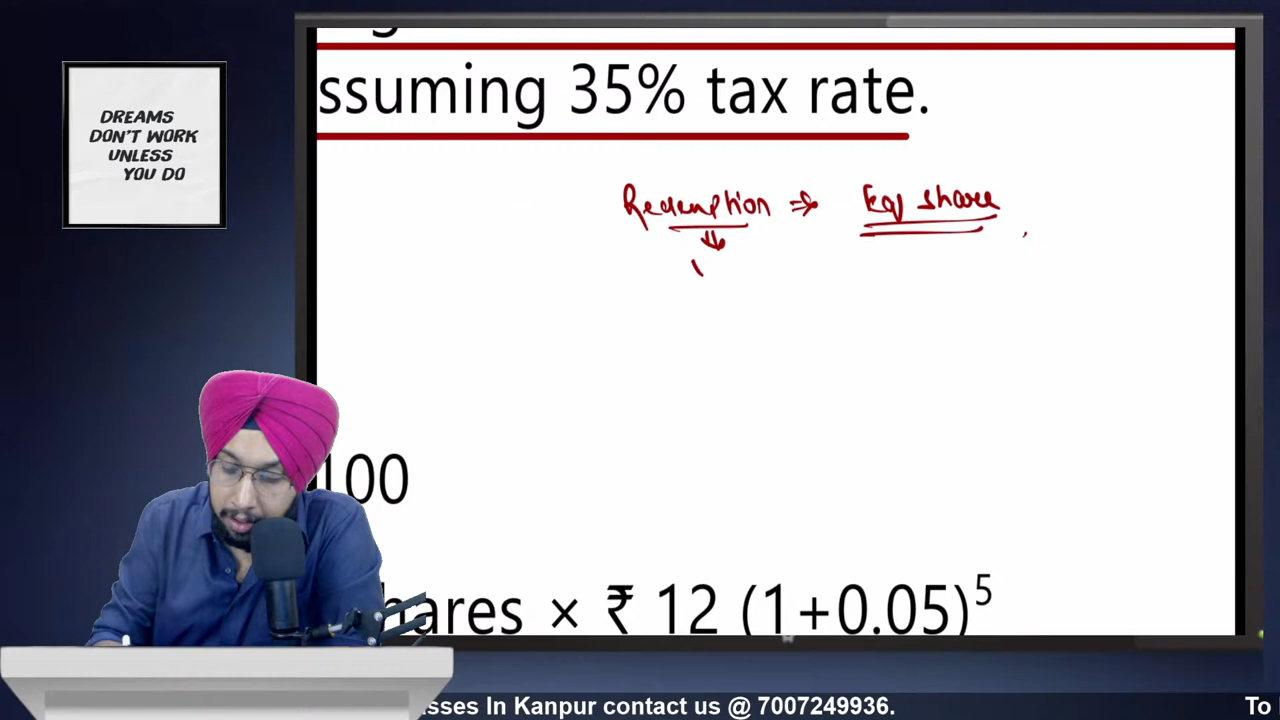 DREAMS
DON'T WORK
UNLESS
YOU DO
ssuming 35% tax rate.
Redemption ⇒ Eq share
100
hares × ₹ 12 (1+0.05)⁵
sses In Kanpur contact us @ 7007249936.
To